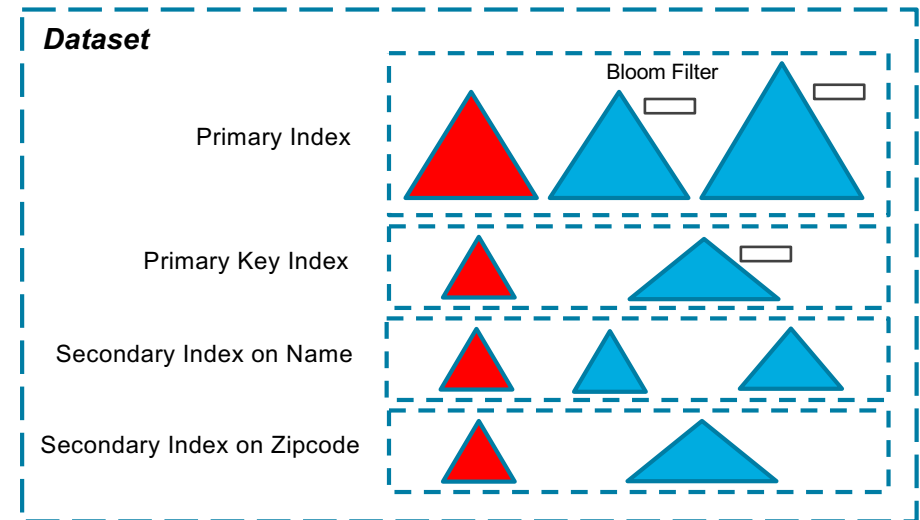 Dataset
Bloom Filter
Primary Index
Primary Key Index
Secondary Index on Name
Secondary Index on Zipcode